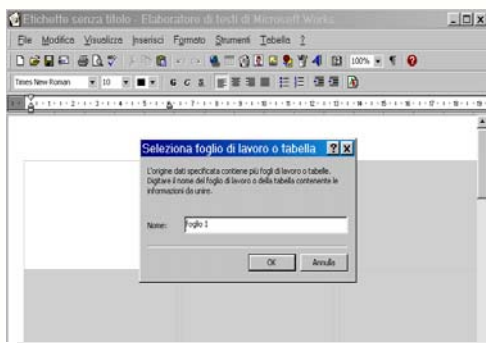 Etichette senza titolo - Elaboratore di testi di Microsoft Works
File Modifica Visualizza Inserisci Formato Strumenti Tabella ?
100%
Times New Roman 10 G C S
Seleziona foglio di lavoro o tabella
L'origine dati specificata contiene più fogli di lavoro o tabelle.
Digitare il nome del foglio di lavoro o della tabella contenente le
informazioni da unire.
Nome: Foglio 1
OK Annulla